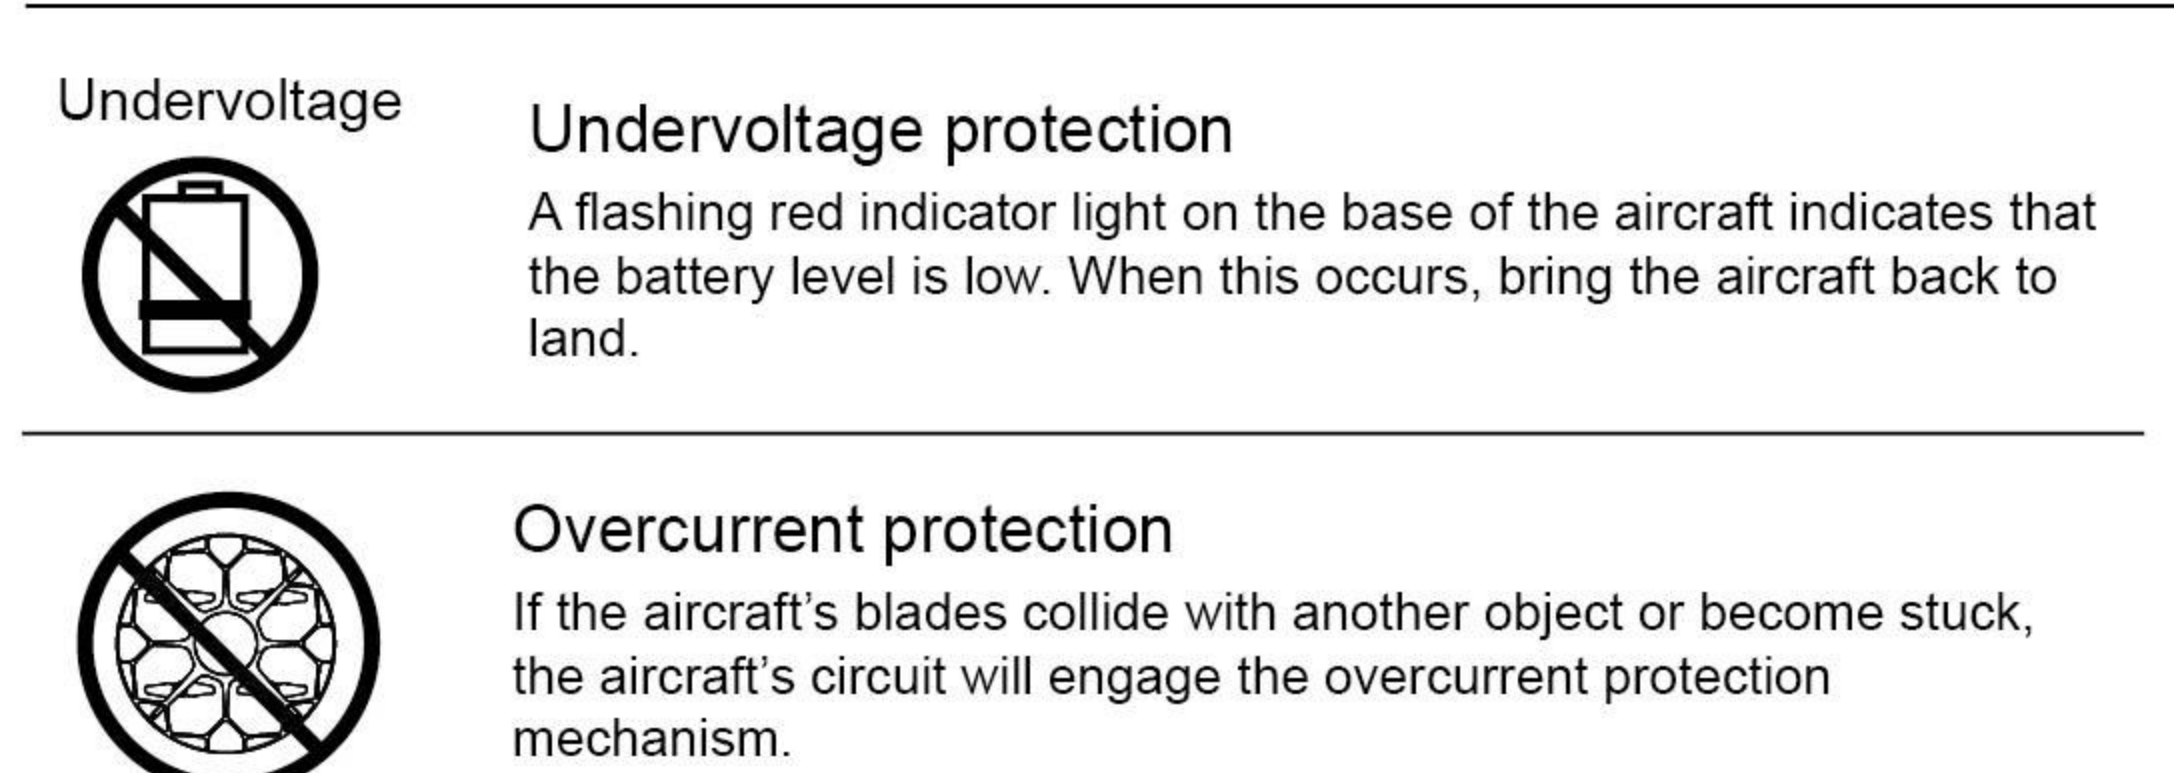 Undervoltage
Undervoltage protection
A flashing red indicator light on the base of the aircraft indicates that
the battery level is low. When this occurs, bring the aircraft back to
land.
Overcurrent protection
If the aircraft’s blades collide with another object or become stuck,
the aircraft’s circuit will engage the overcurrent protection
mechanism.